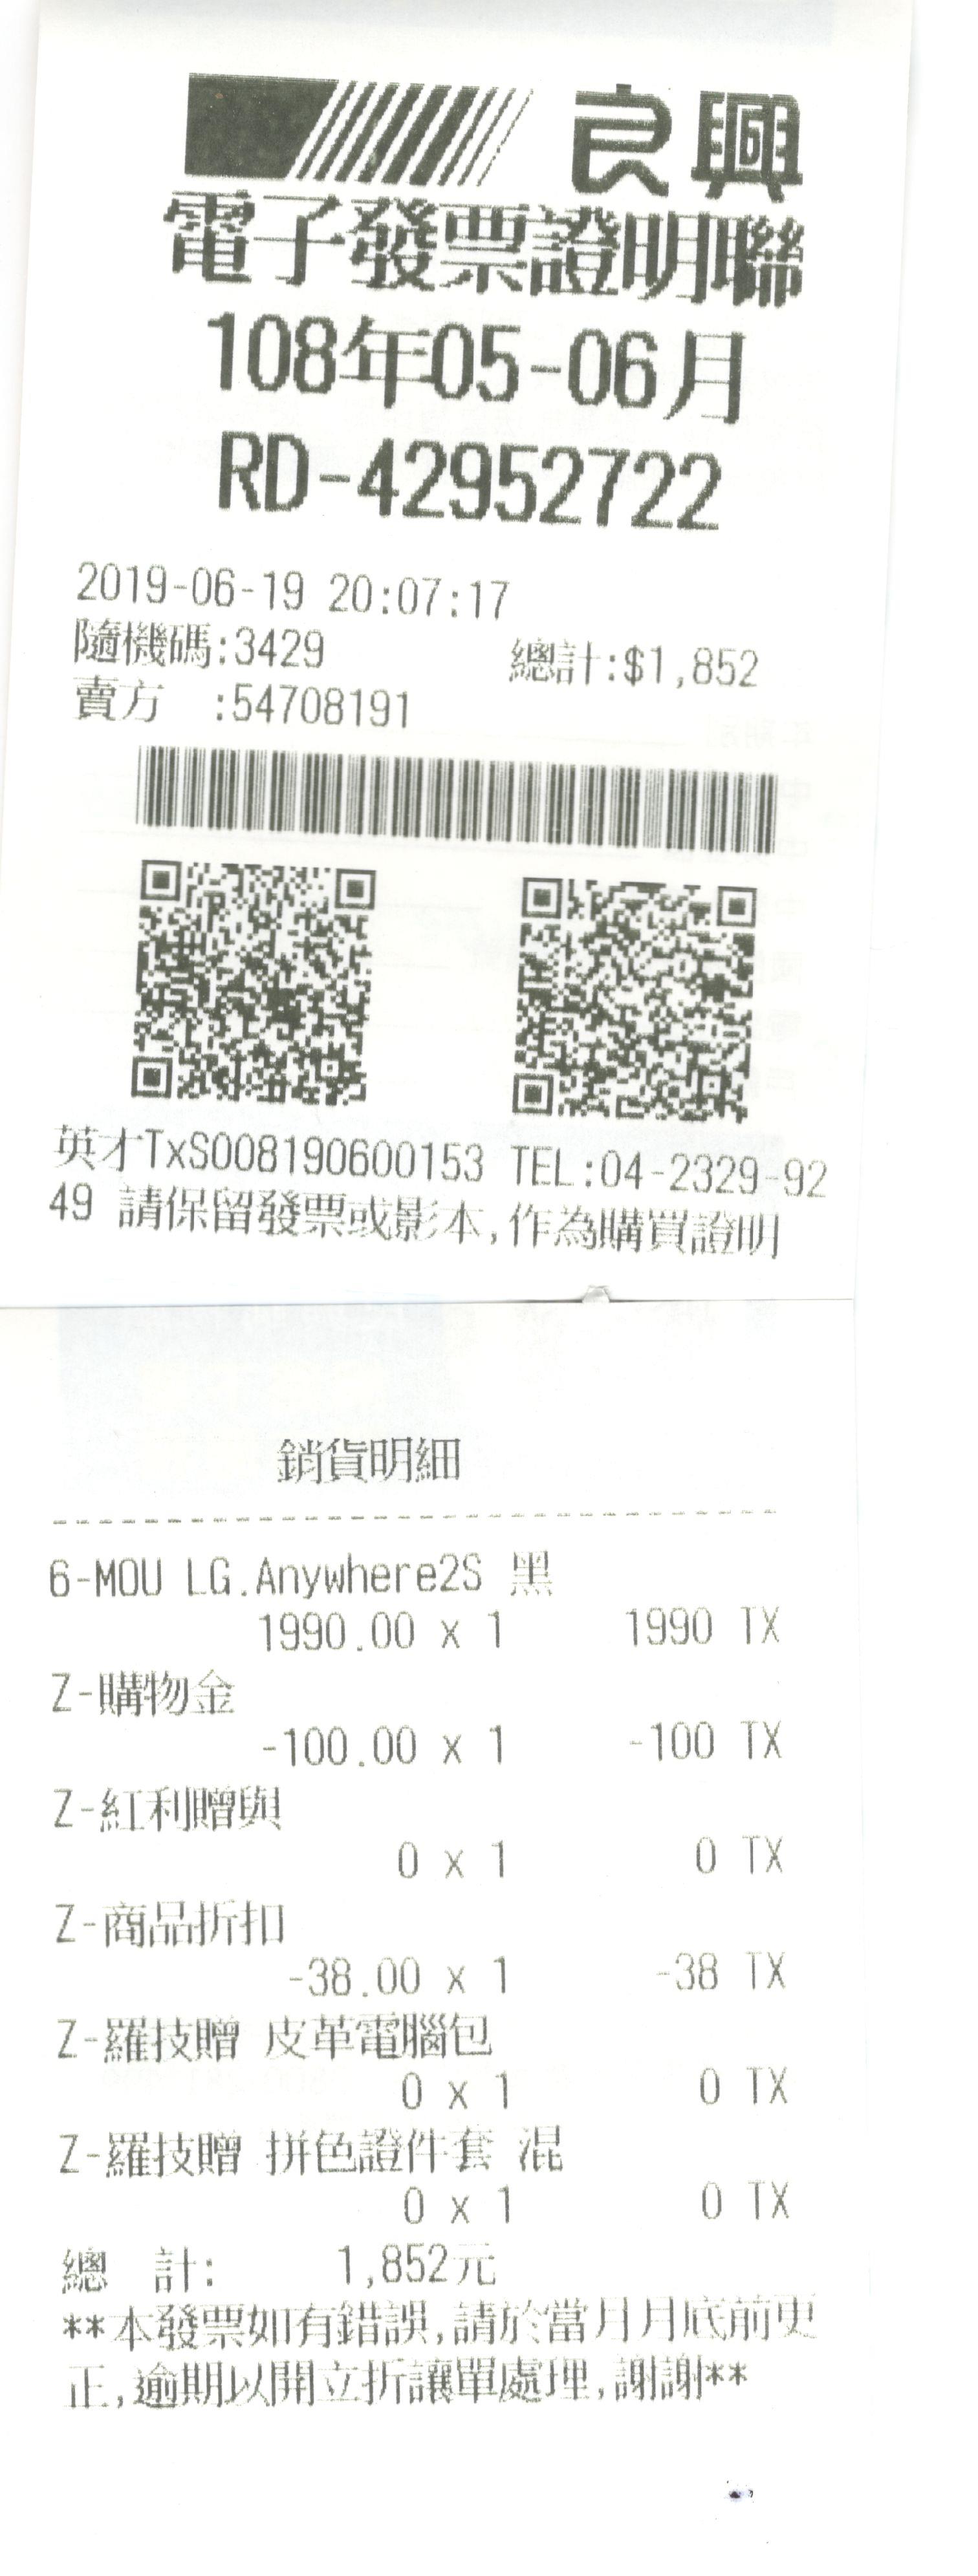 良興
電子發票證明聯
108年05-06月
RD-42952722
2019-06-19 20:07:17
隨機碼:3429 總計:$1,852
賣方 :54708191
英才TxS008190600153 TEL:04-2329-92
49 請保留發票或影本,作為購買證明
銷貨明細
6-MOU LG.Anywhere2S 黑
1990.00 x 1 1990 TX
Z-購物金
-100.00 x 1 -100 TX
Z-紅利贈與
0 x 1 0 TX
Z-商品折扣
-38.00 x 1 -38 TX
Z-羅技贈 皮革電腦包
0 x 1 0 TX
Z-羅技贈 拼色證件套 混
0 x 1 0 TX
總 計: 1,852元
**本發票如有錯誤,請於當月月底前更
正,逾期以開立折讓單處理,謝謝**